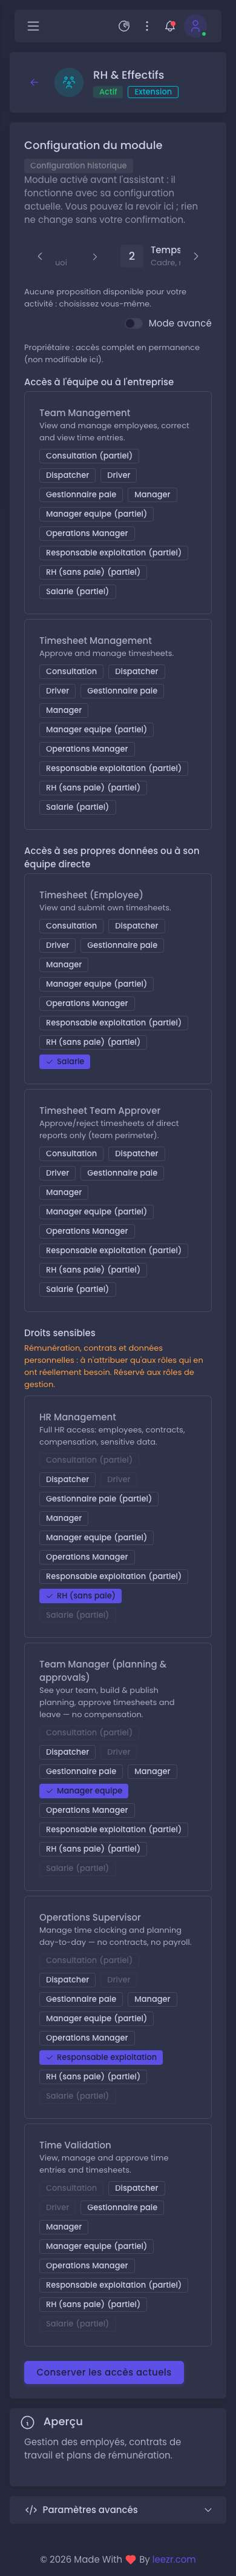 RH & Effectifs
Actif
Extension
Configuration du module
Configuration historique
Module activé avant l'assistant : il
fonctionne avec sa configuration
actuelle. Vous pouvez la revoir ici ; rien
ne change sans votre confirmation.
uoi
2
Temps
Cadre,
Aucune proposition disponible pour votre
activité : choisissez vous-même.
Mode avancé
Propriétaire : accès complet en permanence
(non modifiable ici).
Accès à l'équipe ou à l'entreprise
Team Management
View and manage employees, correct
and view time entries.
Consultation (partiel)
Dispatcher Driver
Gestionnaire paie Manager
Manager equipe (partiel)
Operations Manager
Responsable exploitation (partiel)
RH (sans paie) (partiel)
Salarie (partiel)
Timesheet Management
Approve and manage timesheets.
Consultation Dispatcher
Driver Gestionnaire paie
Manager
Manager equipe (partiel)
Operations Manager
Responsable exploitation (partiel)
RH (sans paie) (partiel)
Salarie (partiel)
Accès à ses propres données ou à son
équipe directe
Timesheet (Employee)
View and submit own timesheets.
Consultation Dispatcher
Driver Gestionnaire paie
Manager
Manager equipe (partiel)
Operations Manager
Responsable exploitation (partiel)
RH (sans paie) (partiel)
✓ Salarie
Timesheet Team Approver
Approve/reject timesheets of direct
reports only (team perimeter).
Consultation Dispatcher
Driver Gestionnaire paie
Manager
Manager equipe (partiel)
Operations Manager
Responsable exploitation (partiel)
RH (sans paie) (partiel)
Salarie (partiel)
Droits sensibles
Rémunération, contrats et données
personnelles : à n'attribuer qu'aux rôles qui en
ont réellement besoin. Réservé aux rôles de
gestion.
HR Management
Full HR access: employees, contracts,
compensation, sensitive data.
Consultation (partiel)
Dispatcher Driver
Gestionnaire paie (partiel)
Manager
Manager equipe (partiel)
Operations Manager
Responsable exploitation (partiel)
✓ RH (sans paie)
Salarie (partiel)
Team Manager (planning &
approvals)
See your team, build & publish
planning, approve timesheets and
leave — no compensation.
Consultation (partiel)
Dispatcher Driver
Gestionnaire paie Manager
✓ Manager equipe
Operations Manager
Responsable exploitation (partiel)
RH (sans paie) (partiel)
Salarie (partiel)
Operations Supervisor
Manage time clocking and planning
day-to-day — no contracts, no payroll.
Consultation (partiel)
Dispatcher Driver
Gestionnaire paie Manager
Manager equipe (partiel)
Operations Manager
✓ Responsable exploitation
RH (sans paie) (partiel)
Salarie (partiel)
Time Validation
View, manage and approve time
entries and timesheets.
Consultation Dispatcher
Driver Gestionnaire paie
Manager
Manager equipe (partiel)
Operations Manager
Responsable exploitation (partiel)
RH (sans paie) (partiel)
Salarie (partiel)
Conserver les accès actuels
Aperçu
Gestion des employés, contrats de
travail et plans de rémunération.
Paramètres avancés
© 2026 Made With ❤ By leezr.com